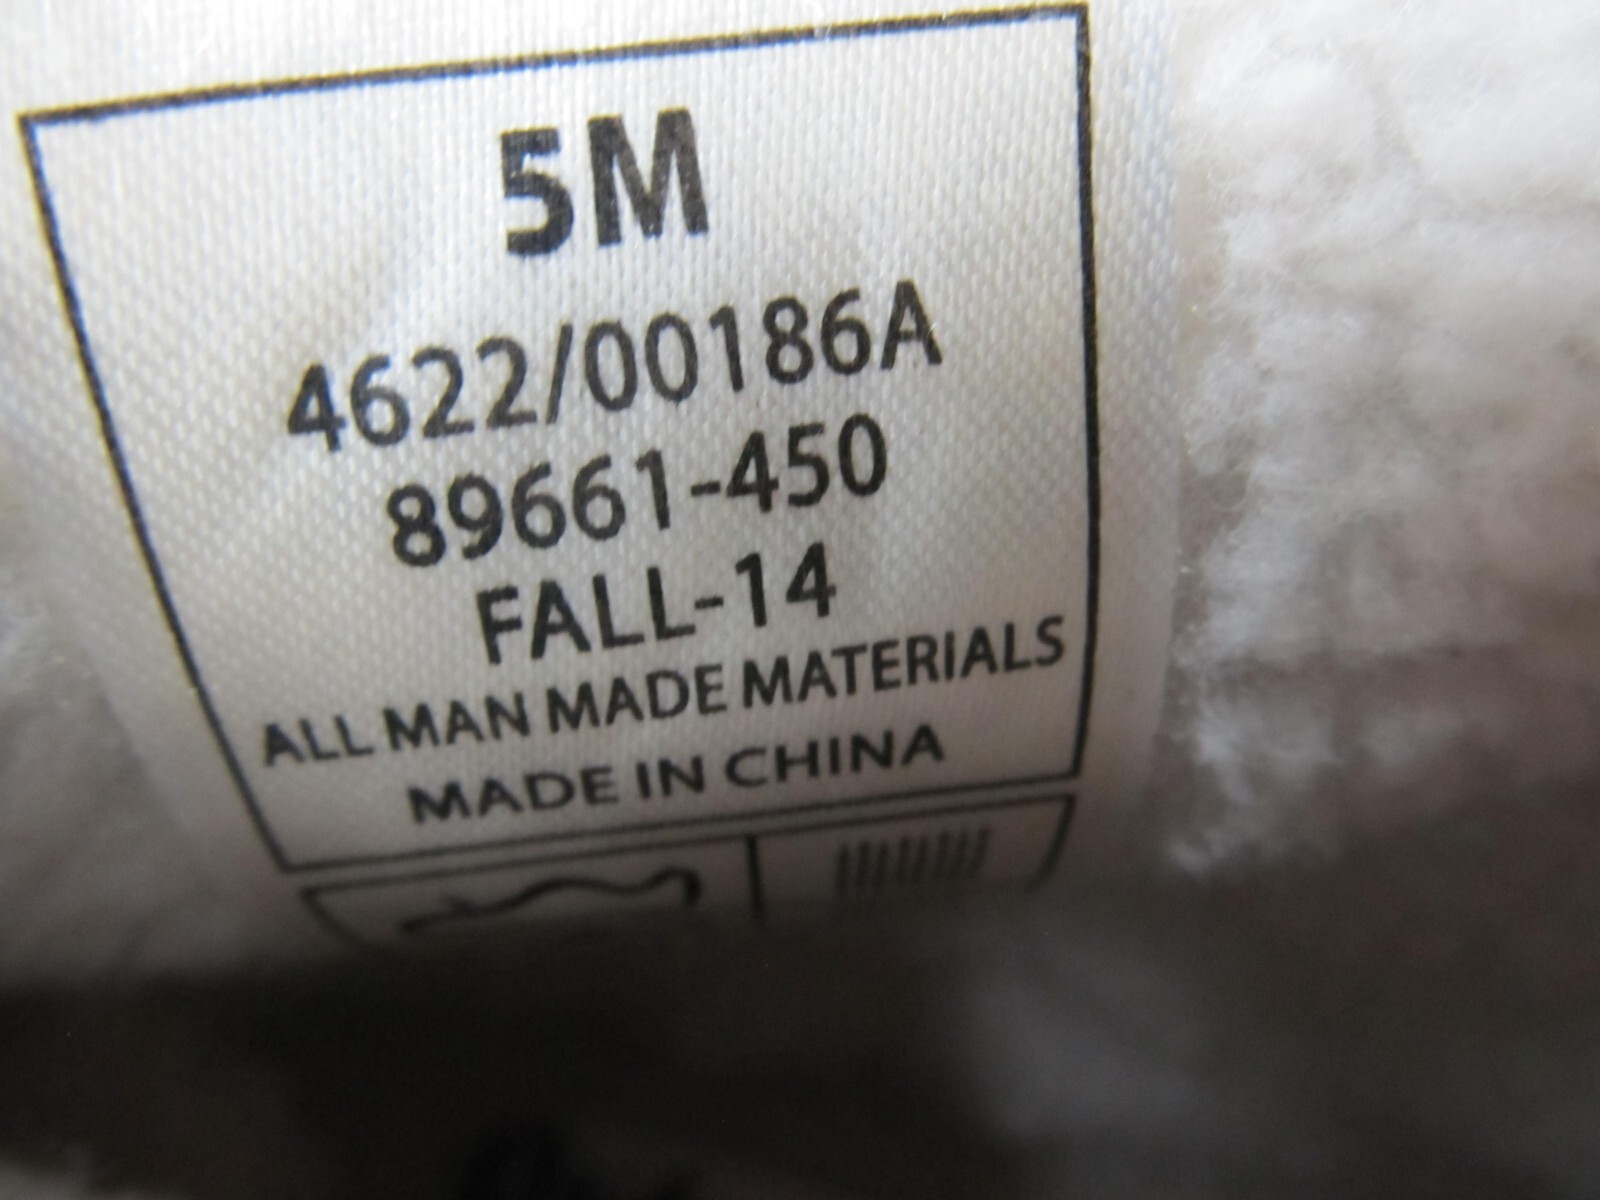 5M
4622/00186A
89661-450
FALL-14
ALL MAN MADE MATERIALS
MADE IN CHINA